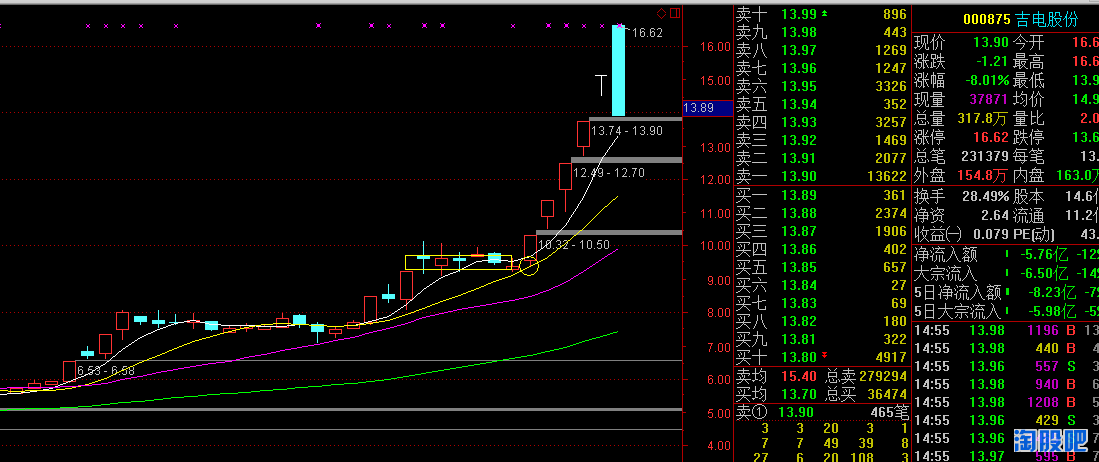 16.62
16.00
15.00
13.89
13.00
12.00
11.00
10.00
9.00
8.00
7.00
6.00
5.00
4.00
13.74 - 13.90
12.49 - 12.70
10.32 - 10.50
6.53 - 6.58
卖十 13.99 896
卖九 13.98 443
卖八 13.97 1269
卖七 13.96 1247
卖六 13.95 3326
卖五 13.94 352
卖四 13.93 3257
卖三 13.92 1469
卖二 13.91 2077
卖一 13.90 13622
买一 13.89 361
买二 13.88 2374
买三 13.87 1906
买四 13.86 402
买五 13.85 657
买六 13.84 27
买七 13.83 69
买八 13.82 180
买九 13.81 322
买十 13.80 4917
卖均 15.40 总卖 279294
买均 13.70 总买 36474
卖① 13.90 465笔
3 3 20 3 1
7 7 49 39 8
27 6 20 108 3
000875 吉电股份
现价 13.90 今开 16.6
涨跌 -1.21 最高 16.6
涨幅 -8.01% 最低 13.9
现量 37871 均价 14.9
总量 317.8万 量比 2.0
涨停 16.62 跌停 13.6
总笔 231379 每笔 13.
外盘 154.8万 内盘 163.0万
换手 28.49% 股本 14.6亿
净资 2.64 流通 11.2亿
收益㈠ 0.079 PE(动) 43.
净流入额 -5.76亿 -12
大宗流入 -6.50亿 -14
5日净流入额 -8.23亿 -7
5日大宗流入 -5.98亿 -5
14:55 13.98 1196 B 13
14:55 13.98 440 B 4
14:55 13.96 557 S 3
14:55 13.98 940 B 6
14:55 13.98 1208 B 5
14:55 13.96 429 S 3
14:55 13.96
14:55 13.97 595 B
淘股吧